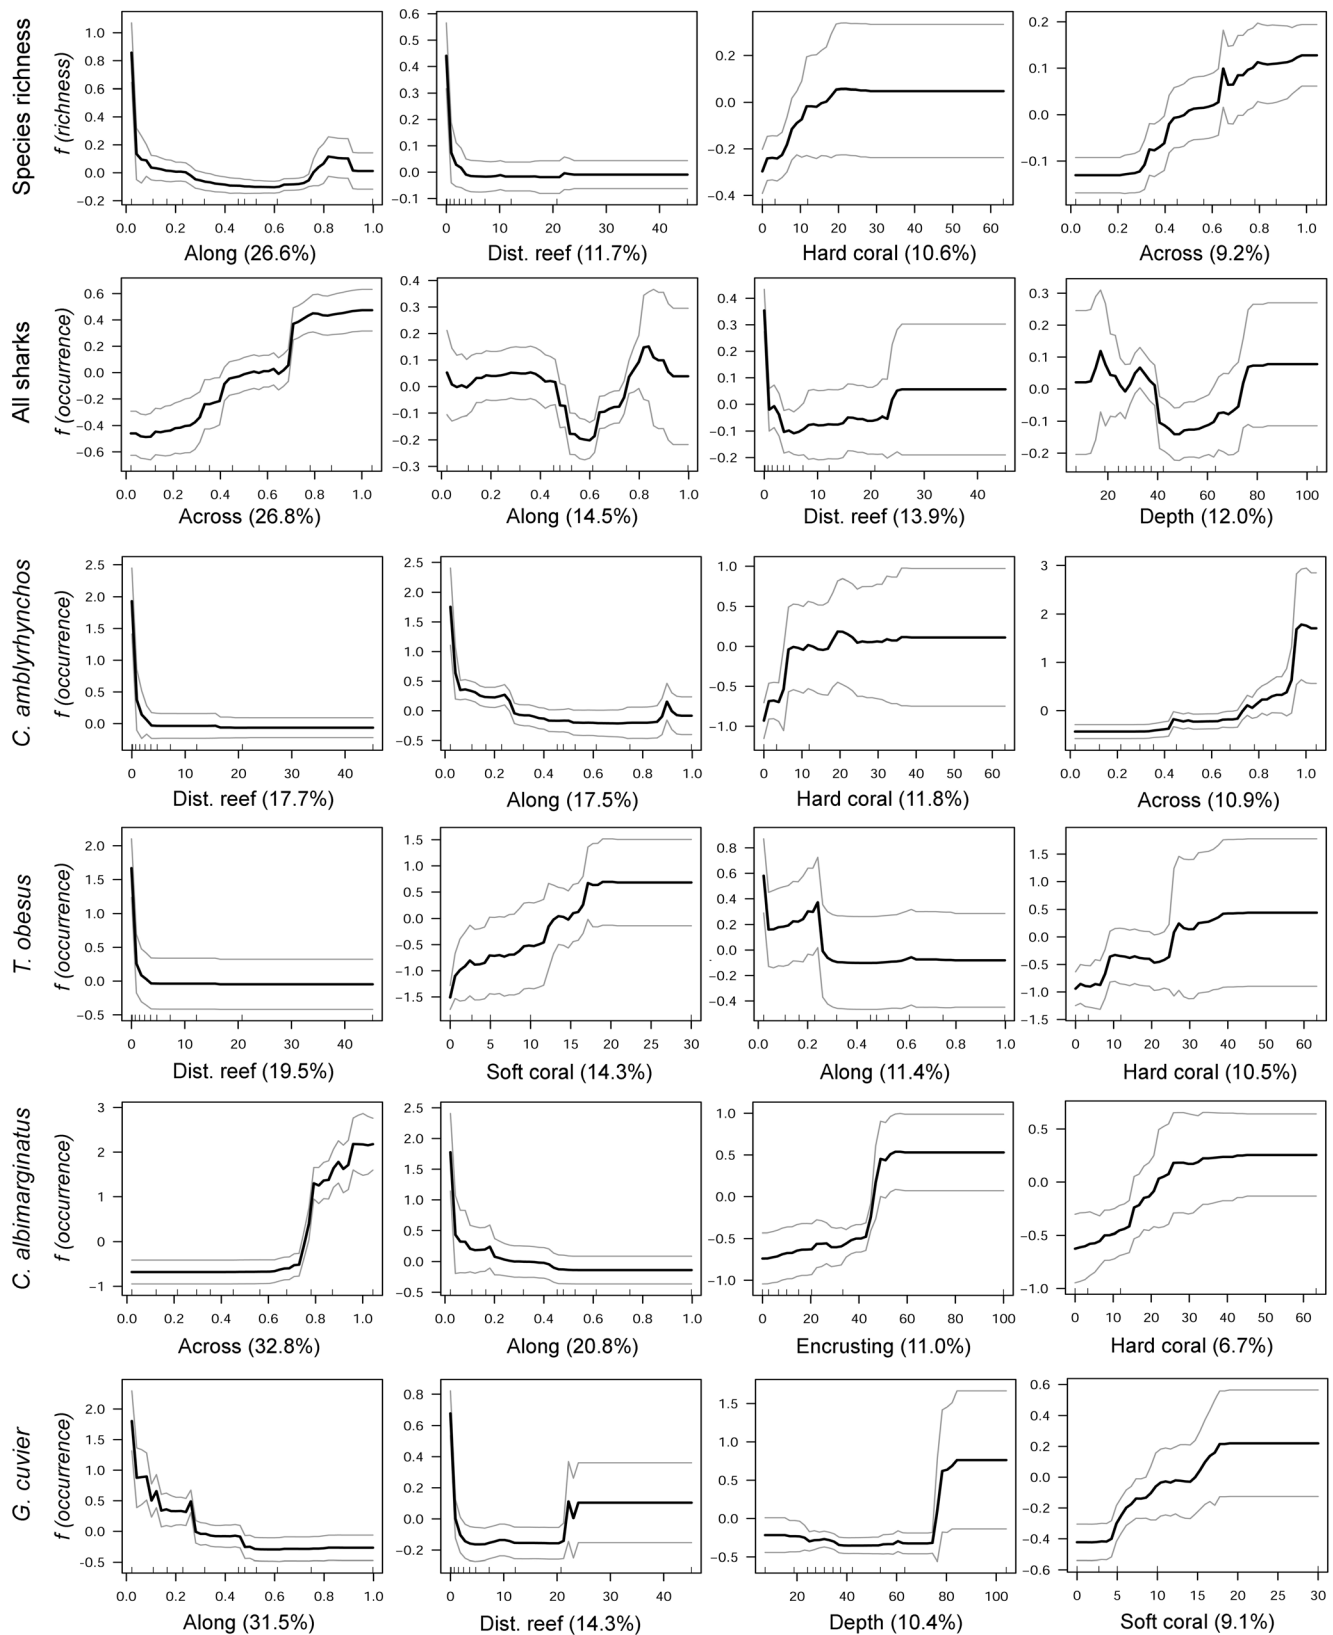 Species richness
f (richness)
1.0
0.8
0.6
0.4
0.2
0.0
−0.2
0.0 0.2 0.4 0.6 0.8 1.0
Along (26.6%)
0.6
0.5
0.4
0.3
0.2
0.1
0.0
−0.1
0 10 20 30 40
Dist. reef (11.7%)
0.2
0.0
−0.2
−0.4
0 10 20 30 40 50 60
Hard coral (10.6%)
0.2
0.1
0.0
−0.1
0.0 0.2 0.4 0.6 0.8 1.0
Across (9.2%)
All sharks
f (occurrence)
0.6
0.4
0.2
0.0
−0.2
−0.4
−0.6
0.0 0.2 0.4 0.6 0.8 1.0
Across (26.8%)
0.4
0.3
0.2
0.1
0.0
−0.1
−0.2
−0.3
0.0 0.2 0.4 0.6 0.8 1.0
Along (14.5%)
0.4
0.3
0.2
0.1
0.0
−0.1
−0.2
0 10 20 30 40
Dist. reef (13.9%)
0.3
0.2
0.1
0.0
−0.1
−0.2
20 40 60 80 100
Depth (12.0%)
C. amblyrhynchos
f (occurrence)
2.5
2.0
1.5
1.0
0.5
0.0
0 10 20 30 40
Dist. reef (17.7%)
2.5
2.0
1.5
1.0
0.5
0.0
−0.5
0.0 0.2 0.4 0.6 0.8 1.0
Along (17.5%)
1.0
0.5
0.0
−0.5
−1.0
0 10 20 30 40 50 60
Hard coral (11.8%)
3
2
1
0
0.0 0.2 0.4 0.6 0.8 1.0
Across (10.9%)
T. obesus
f (occurrence)
2.0
1.5
1.0
0.5
0.0
−0.5
0 10 20 30 40
Dist. reef (19.5%)
1.5
1.0
0.5
0.0
−0.5
−1.0
−1.5
0 5 10 15 20 25 30
Soft coral (14.3%)
0.8
0.6
0.4
0.2
0.0
−0.2
−0.4
0.0 0.2 0.4 0.6 0.8 1.0
Along (11.4%)
1.5
1.0
0.5
0.0
−0.5
−1.0
−1.5
0 10 20 30 40 50 60
Hard coral (10.5%)
C. albimarginatus
f (occurrence)
3
2
1
0
−1
0.0 0.2 0.4 0.6 0.8 1.0
Across (32.8%)
2.5
2.0
1.5
1.0
0.5
0.0
−0.5
0.0 0.2 0.4 0.6 0.8 1.0
Along (20.8%)
1.0
0.5
0.0
−0.5
−1.0
0 20 40 60 80 100
Encrusting (11.0%)
0.5
0.0
−0.5
−1.0
0 10 20 30 40 50 60
Hard coral (6.7%)
G. cuvier
f (occurrence)
2.0
1.5
1.0
0.5
0.0
−0.5
0.0 0.2 0.4 0.6 0.8 1.0
Along (31.5%)
0.8
0.6
0.4
0.2
0.0
−0.2
0 10 20 30 40
Dist. reef (14.3%)
1.5
1.0
0.5
0.0
−0.5
20 40 60 80 100
Depth (10.4%)
0.6
0.4
0.2
0.0
−0.2
−0.4
−0.6
0 5 10 15 20 25 30
Soft coral (9.1%)